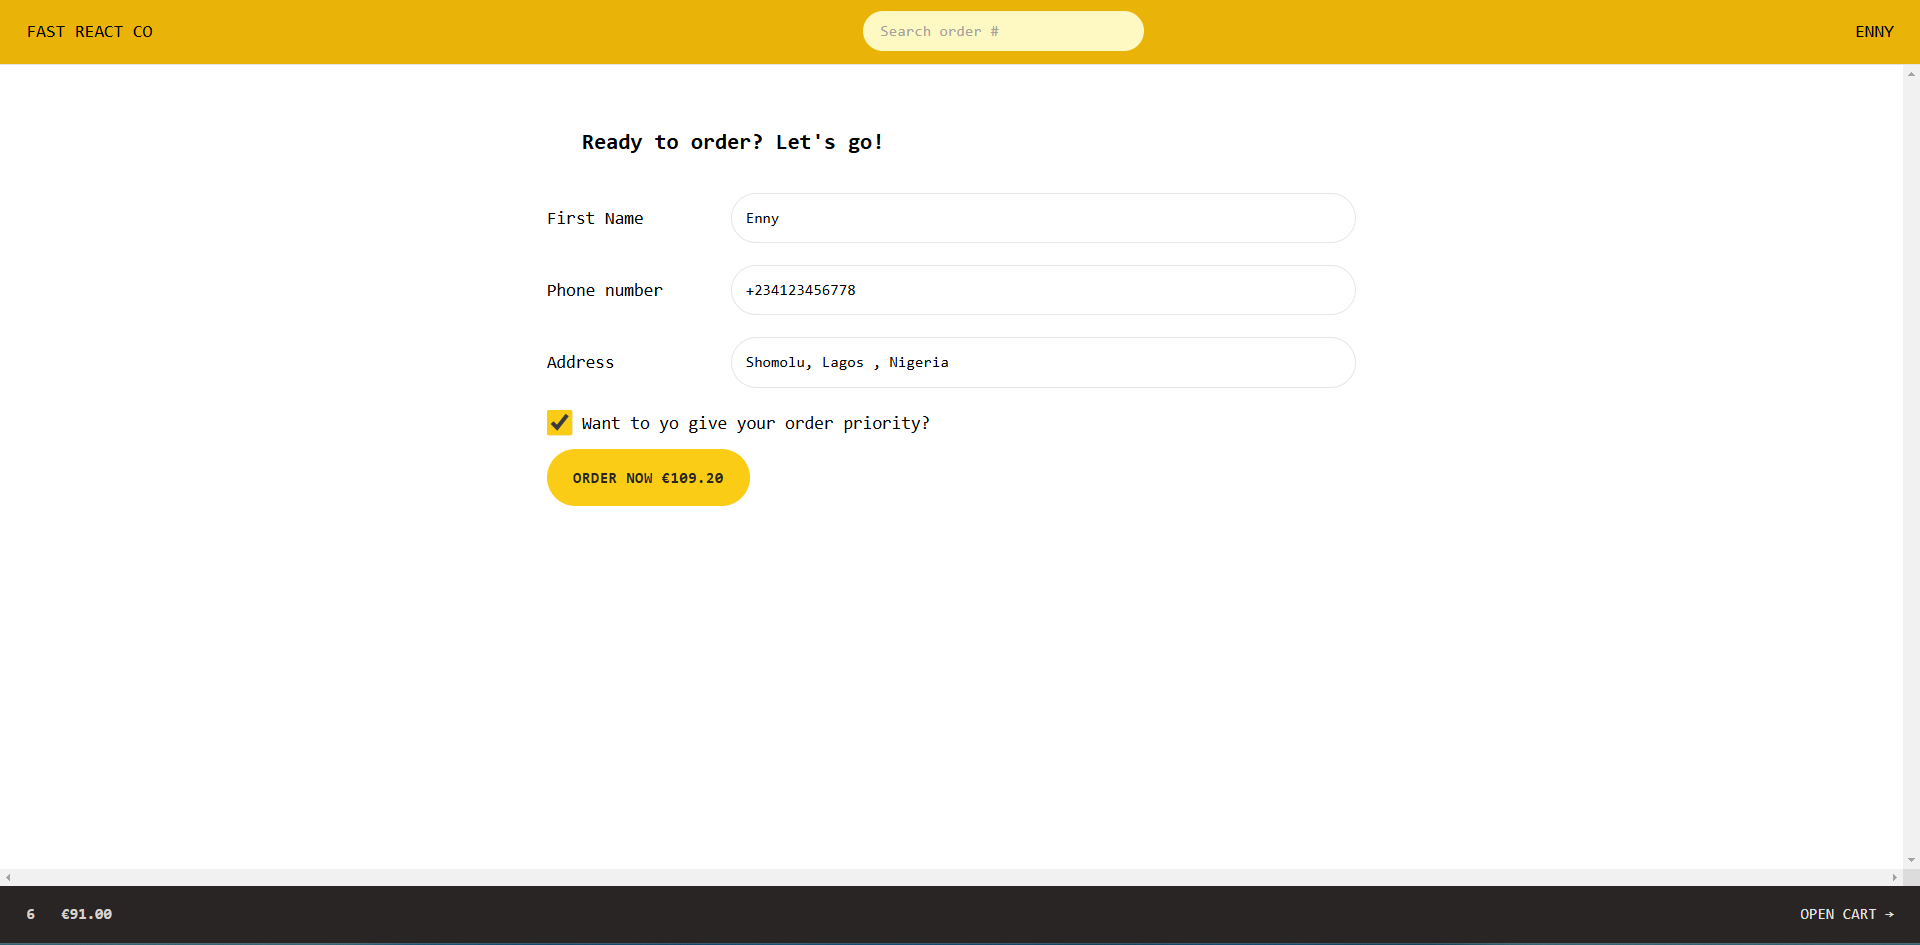 FAST REACT CO
Search order #
ENNY
Ready to order? Let's go!
First Name
Enny
Phone number
+234123456778
Address
Shomolu, Lagos , Nigeria
Want to yo give your order priority?
ORDER NOW €109.20
6 €91.00
OPEN CART →